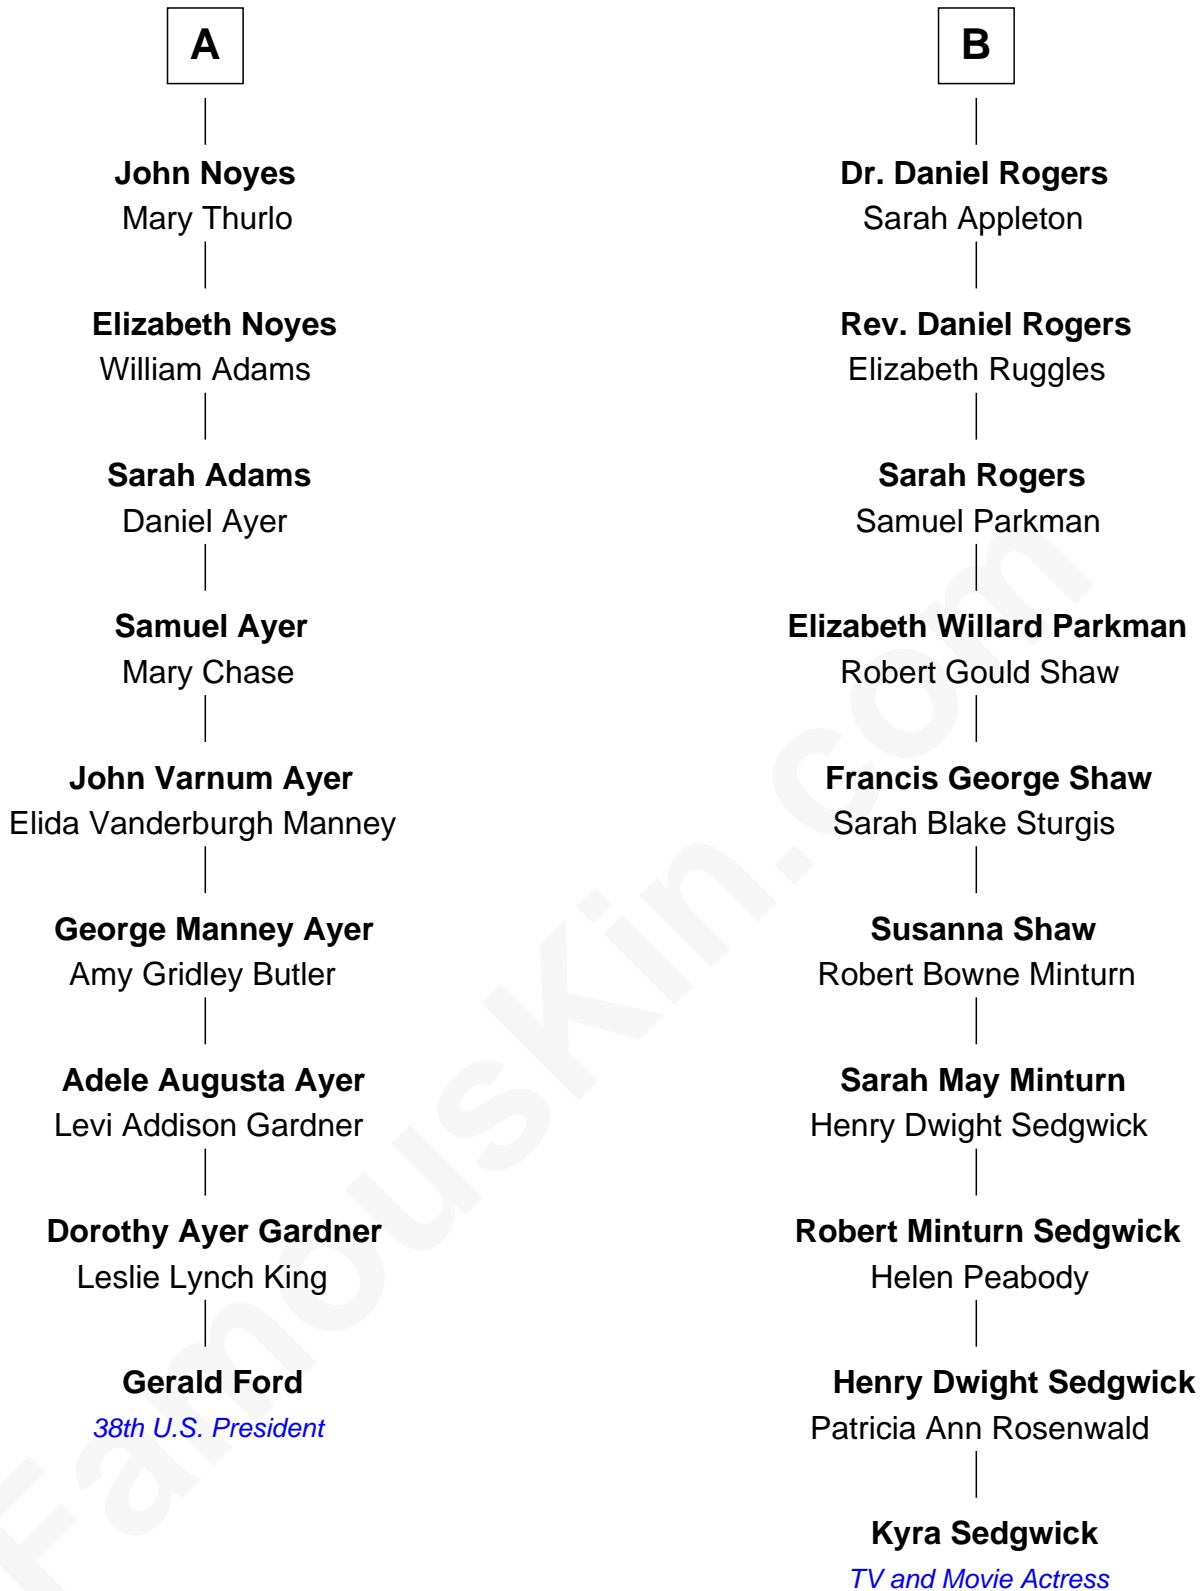 A
John Noyes
Mary Thurlo
Elizabeth Noyes
William Adams
Sarah Adams
Daniel Ayer
Samuel Ayer
Mary Chase
John Varnum Ayer
Elida Vanderburgh Manney
George Manney Ayer
Amy Gridley Butler
Adele Augusta Ayer
Levi Addison Gardner
Dorothy Ayer Gardner
Leslie Lynch King
Gerald Ford
38th U.S. President
B
Dr. Daniel Rogers
Sarah Appleton
Rev. Daniel Rogers
Elizabeth Ruggles
Sarah Rogers
Samuel Parkman
Elizabeth Willard Parkman
Robert Gould Shaw
Francis George Shaw
Sarah Blake Sturgis
Susanna Shaw
Robert Bowne Minturn
Sarah May Minturn
Henry Dwight Sedgwick
Robert Minturn Sedgwick
Helen Peabody
Henry Dwight Sedgwick
Patricia Ann Rosenwald
Kyra Sedgwick
TV and Movie Actress
FamousKin.com